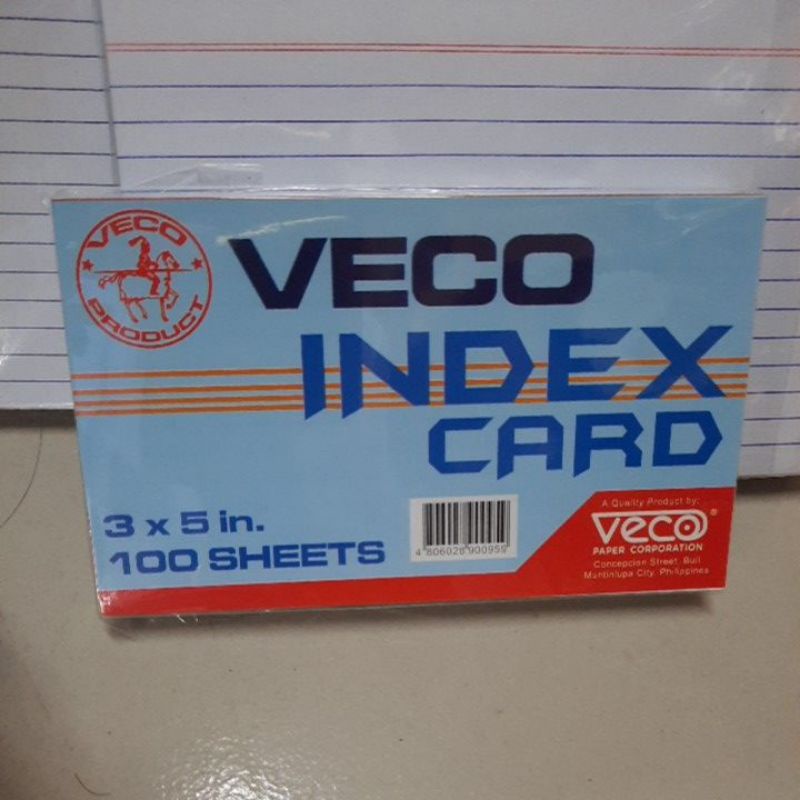 VECO
PRODUCT
VECO
INDEX
CARD
3 x 5 in.
100 SHEETS
4 806028 900959
A Quality Product by:
veco®
PAPER CORPORATION
Concepcion Street, Buli
Muntinlupa City, Philippines